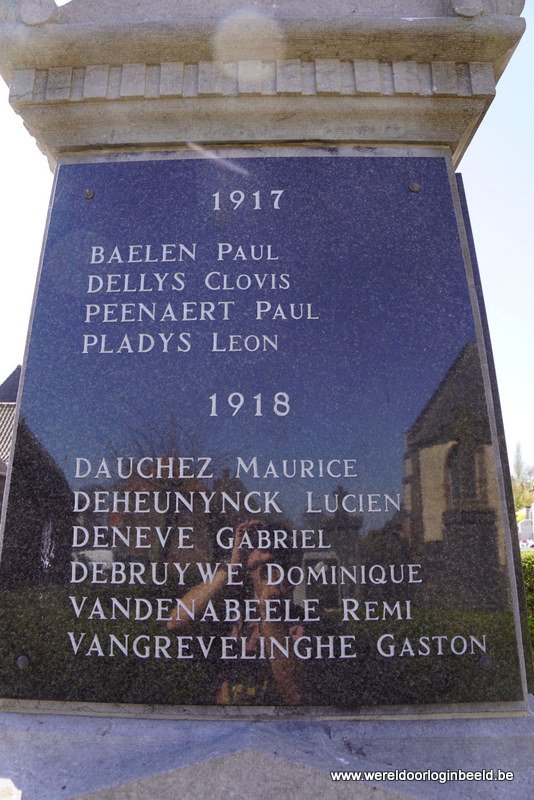 1917
BAELEN PAUL
DELLYS CLOVIS
PEENAERT PAUL
PLADYS LEON
1918
DAUCHEZ MAURICE
DEHEUNYNCK LUCIEN
DENEVE GABRIEL
DEBRUYWE DOMINIQUE
VANDENABEELE REMI
VANGREVELINGHE GASTON
www.wereldoorloginbeeld.be